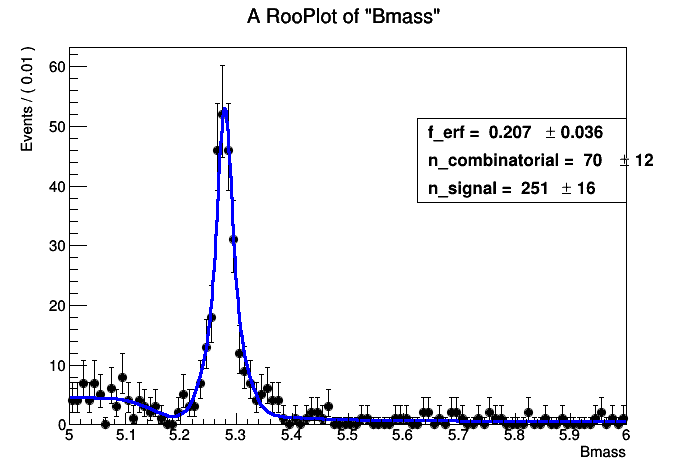 A RooPlot of "Bmass"
Events / ( 0.01 )
60
50
40
30
20
10
0
f_erf = 0.207 ± 0.036
n_combinatorial = 70 ± 12
n_signal = 251 ± 16
5 5.1 5.2 5.3 5.4 5.5 5.6 5.7 5.8 5.9 6
Bmass